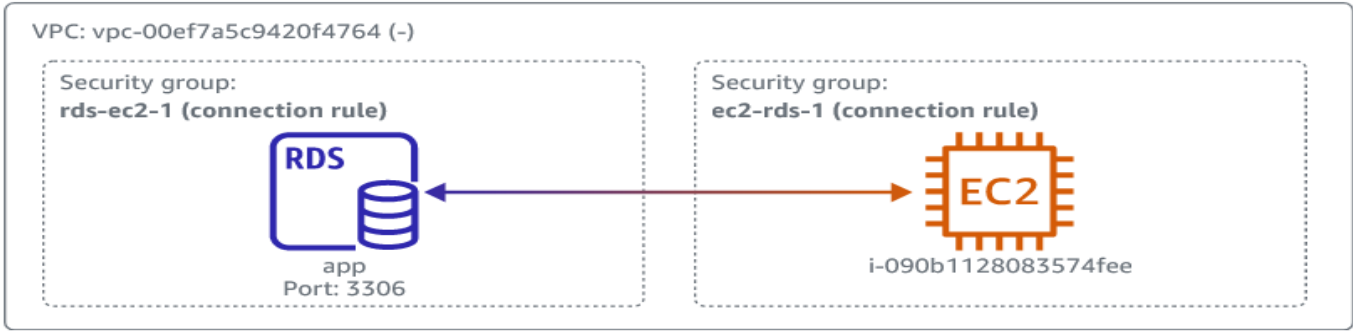 VPC: vpc-00ef7a5c9420f4764 (-)
Security group:
rds-ec2-1 (connection rule)
RDS
app
Port: 3306
Security group:
ec2-rds-1 (connection rule)
EC2
i-090b1128083574fee